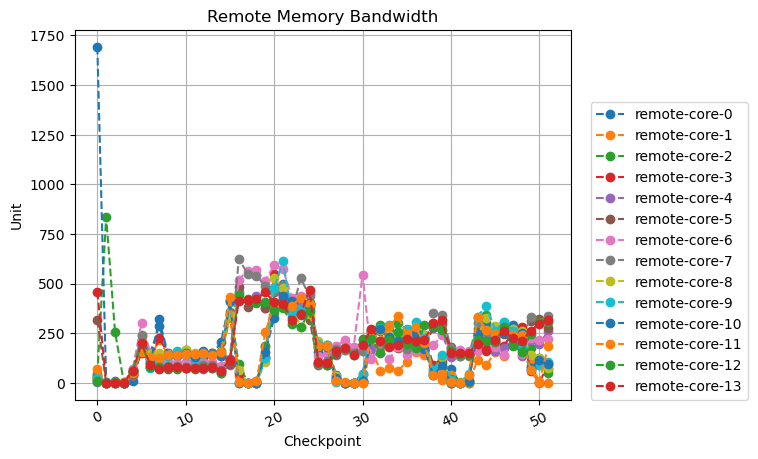 Remote Memory Bandwidth
1750
1500
1250
1000
750
500
250
0
Unit
0
10
20
30
40
50
Checkpoint
remote-core-0
remote-core-1
remote-core-2
remote-core-3
remote-core-4
remote-core-5
remote-core-6
remote-core-7
remote-core-8
remote-core-9
remote-core-10
remote-core-11
remote-core-12
remote-core-13